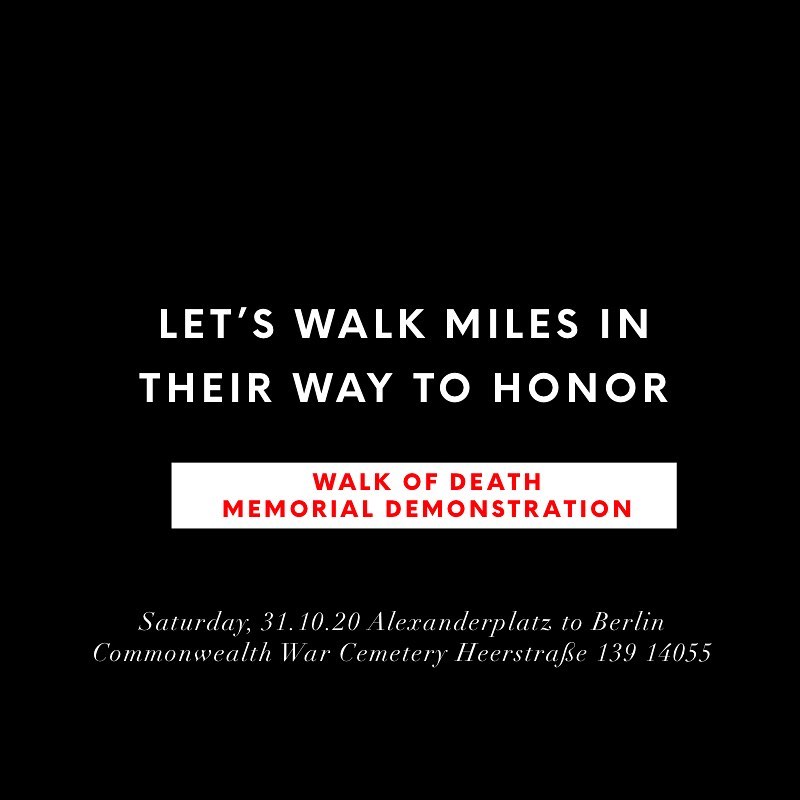 LET'S WALK MILES IN
THEIR WAY TO HONOR
WALK OF DEATH
MEMORIAL DEMONSTRATION
Saturday, 31.10.20 Alexanderplatz to Berlin
Commonwealth War Cemetery Heerstraße 139 14055